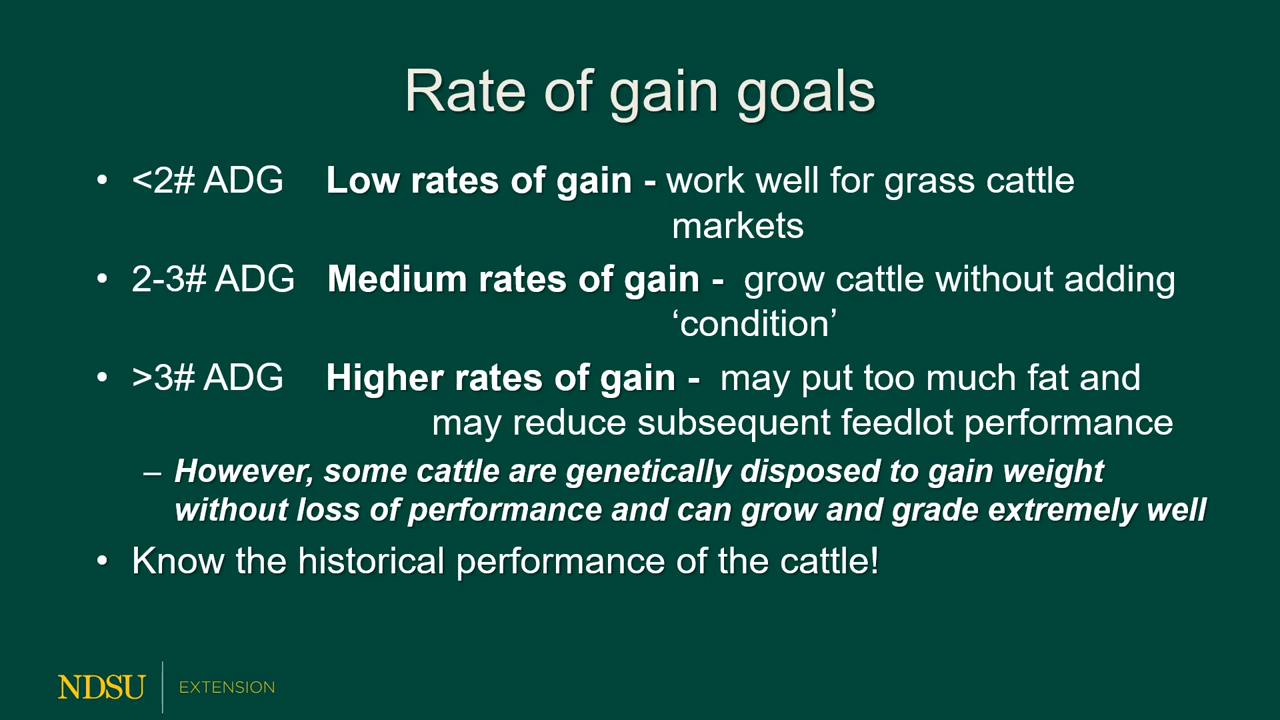 Rate of gain goals
• <2# ADG Low rates of gain - work well for grass cattle
markets
• 2-3# ADG Medium rates of gain - grow cattle without adding
‘condition’
• >3# ADG Higher rates of gain - may put too much fat and
may reduce subsequent feedlot performance
– However, some cattle are genetically disposed to gain weight
without loss of performance and can grow and grade extremely well
• Know the historical performance of the cattle!
NDSU EXTENSION